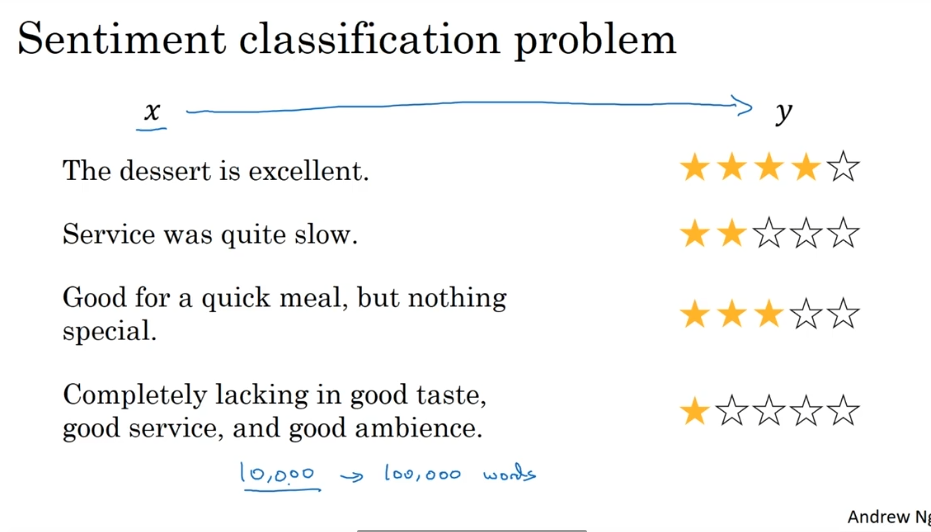 Sentiment classification problem
x y
The dessert is excellent.
Service was quite slow.
Good for a quick meal, but nothing
special.
Completely lacking in good taste,
good service, and good ambience.
10,000 → 100,000 words
Andrew Ng